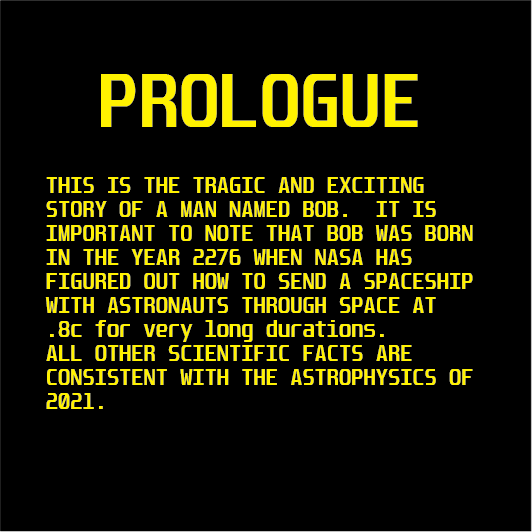 PROLOGUE
THIS IS THE TRAGIC AND EXCITING
STORY OF A MAN NAMED BOB.  IT IS
IMPORTANT TO NOTE THAT BOB WAS BORN
IN THE YEAR 2276 WHEN NASA HAS
FIGURED OUT HOW TO SEND A SPACESHIP
WITH ASTRONAUTS THROUGH SPACE AT
.8c for very long durations.
ALL OTHER SCIENTIFIC FACTS ARE
CONSISTENT WITH THE ASTROPHYSICS OF
2021.